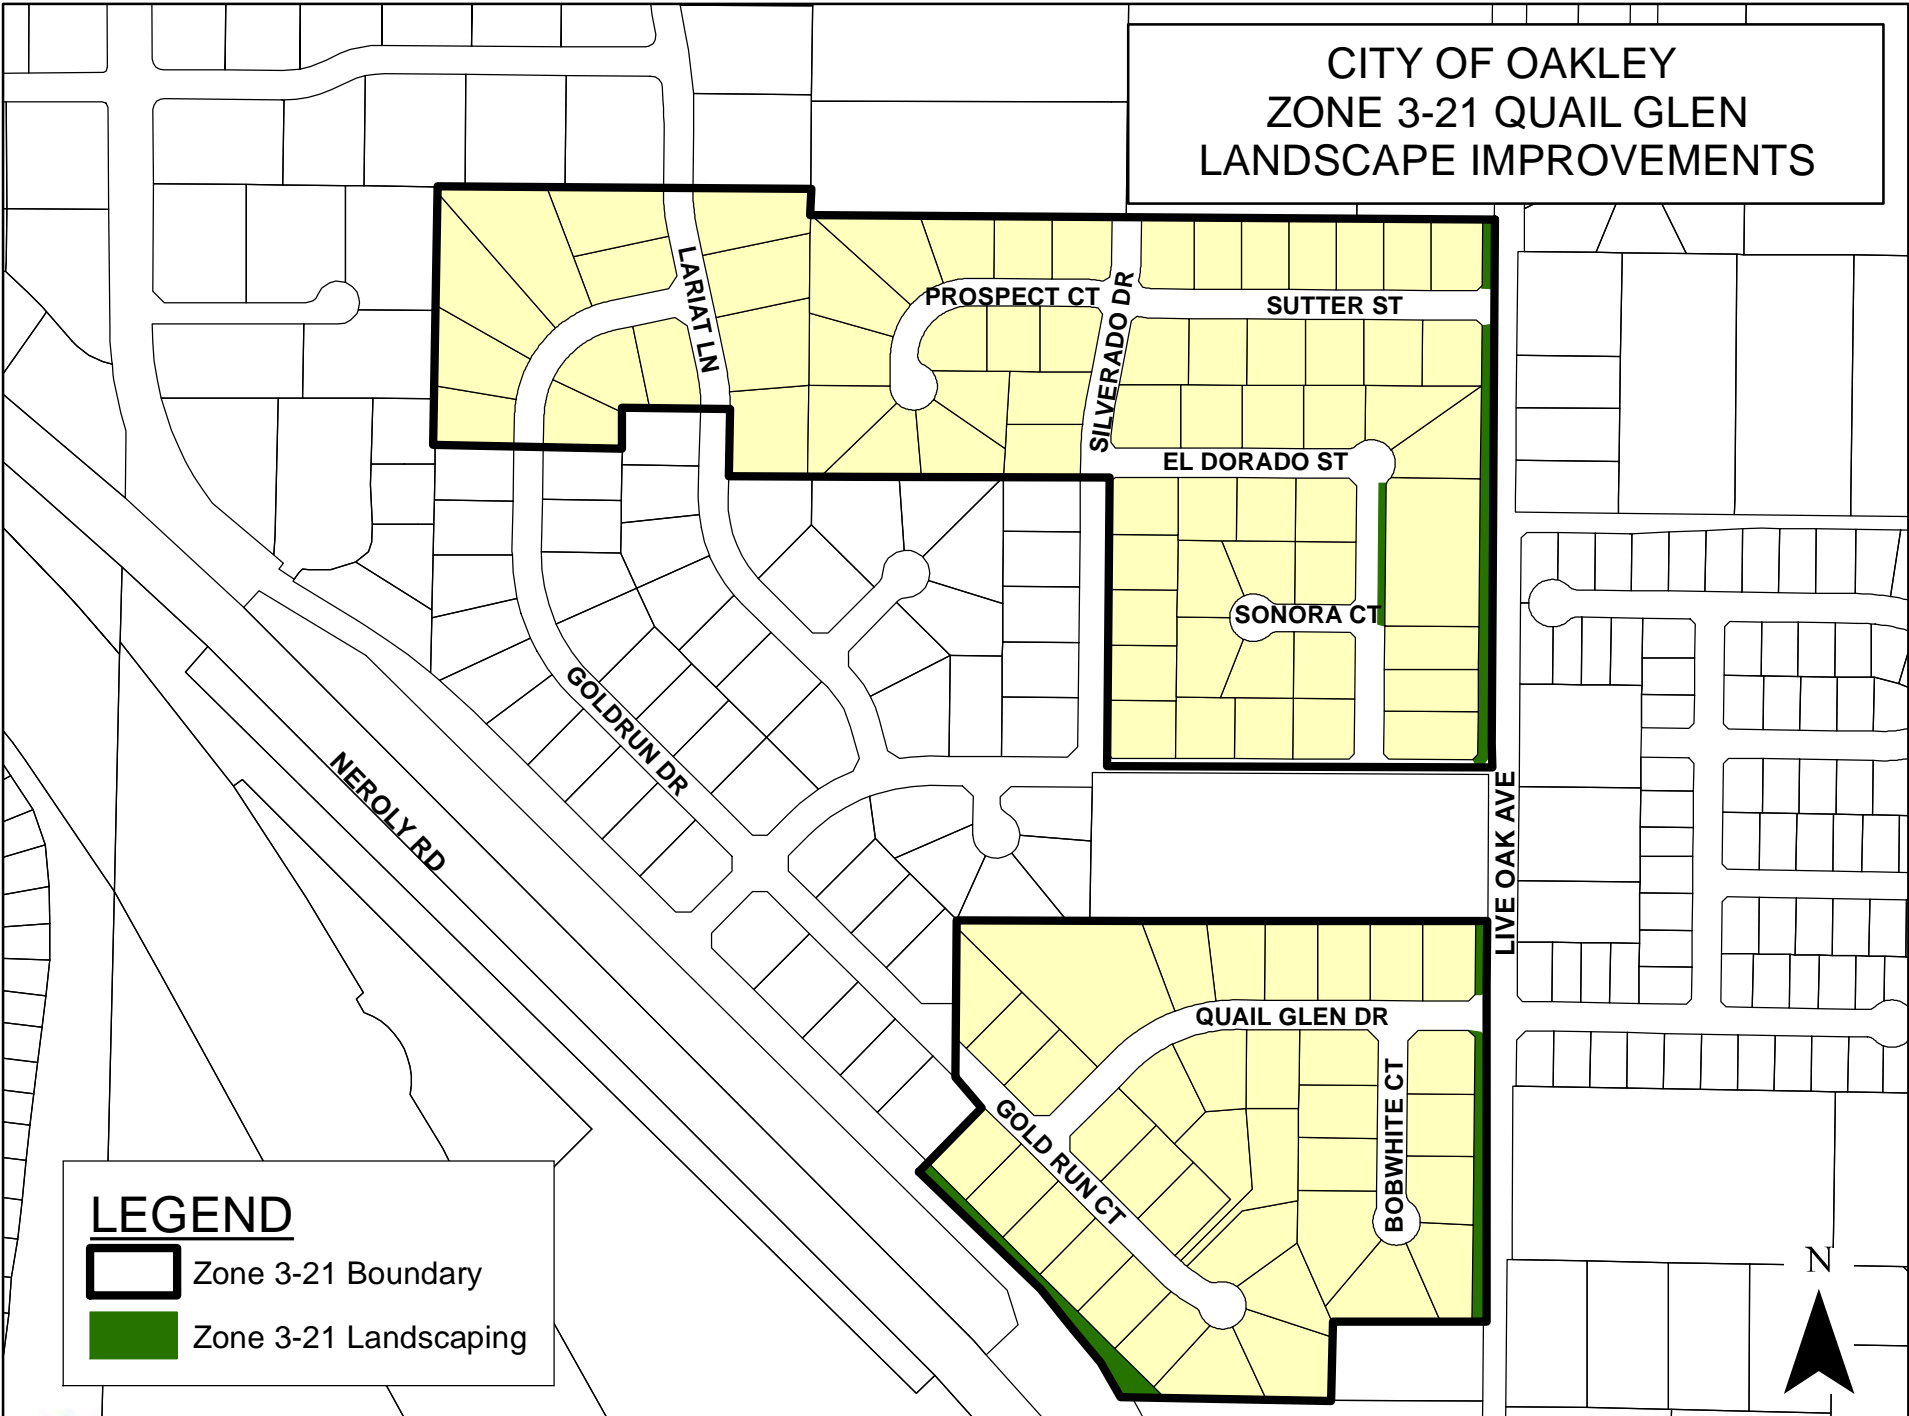 CITY OF OAKLEY
ZONE 3-21 QUAIL GLEN
LANDSCAPE IMPROVEMENTS
LARIAT LN
PROSPECT CT
SILVERADO DR
SUTTER ST
EL DORADO ST
SONORA CT
GOLDRUN DR
NEROLY RD
LIVE OAK AVE
QUAIL GLEN DR
BOBWHITE CT
GOLD RUN CT
LEGEND
Zone 3-21 Boundary
Zone 3-21 Landscaping
N